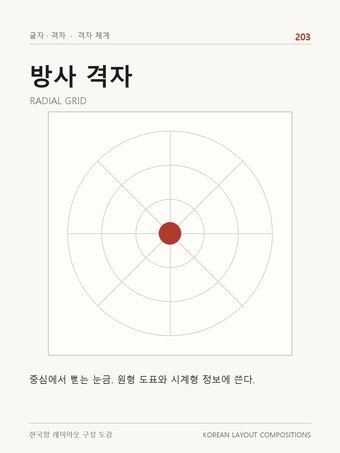 글자 · 격자 · 격자 체계
203
방사 격자
RADIAL GRID
중심에서 뻗는 눈금. 원형 도표와 시계형 정보에 쓴다.
한국형 레이아웃 구성 도감
KOREAN LAYOUT COMPOSITIONS